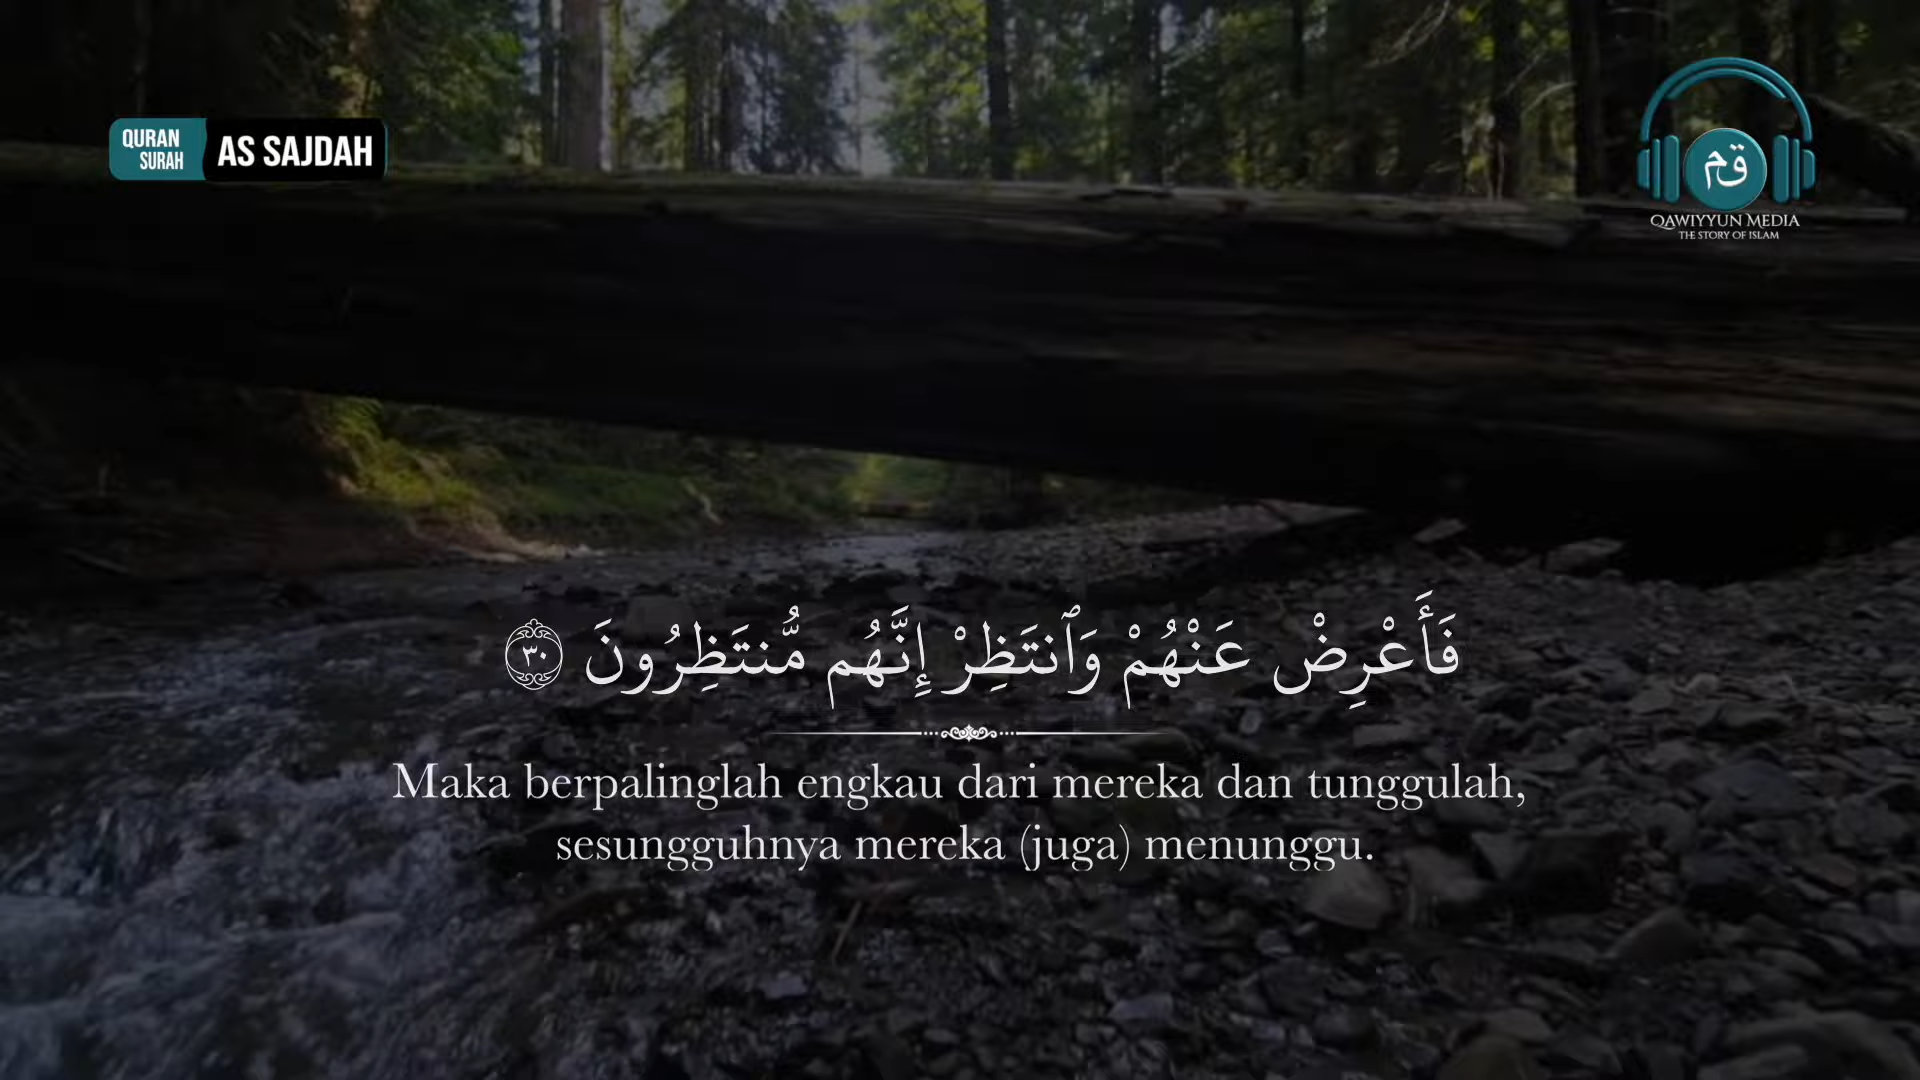 QURAN
SURAH
AS SAJDAH
قم
QAWIYYUN MEDIA
THE STORY OF ISLAM
فَأَعْرِضْ عَنْهُمْ وَٱنتَظِرْ إِنَّهُم مُّنتَظِرُونَ ٣٠
Maka berpalinglah engkau dari mereka dan tunggulah,
sesungguhnya mereka (juga) menunggu.